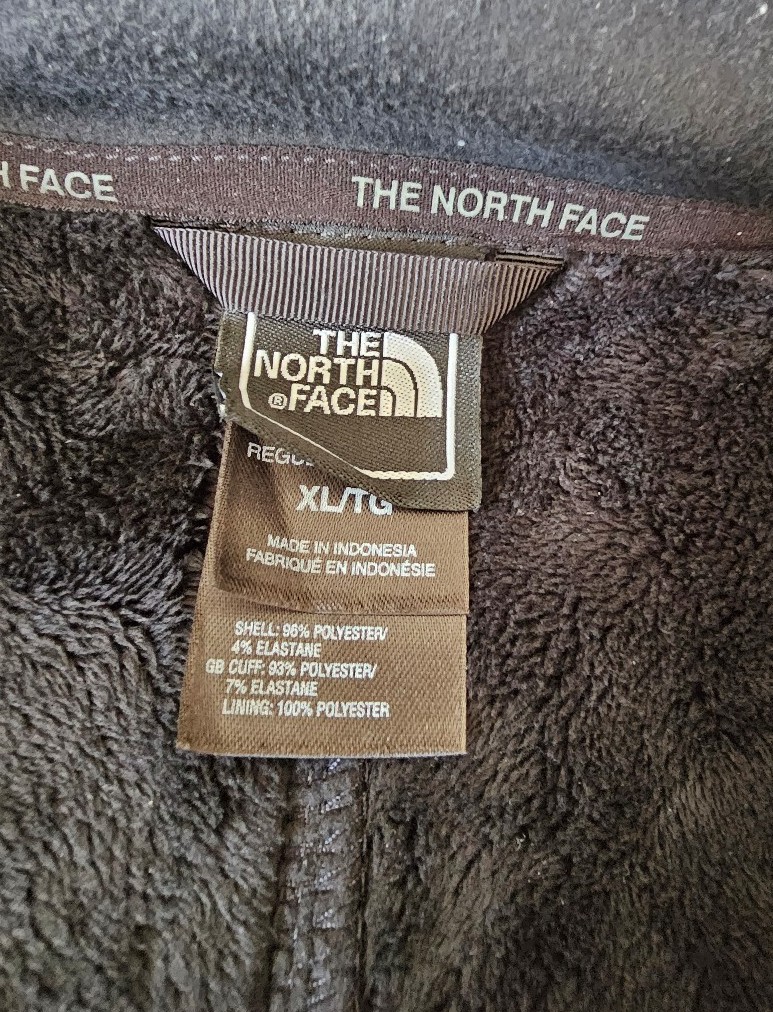 H FACE
THE NORTH FACE
THE
NORTH
® FACE
XL/TG
MADE IN INDONESIA
FABRIQUÉ EN INDONÉSIE
SHELL: 96% POLYESTER/
4% ELASTANE
GB CUFF: 93% POLYESTER/
7% ELASTANE
LINING: 100% POLYESTER